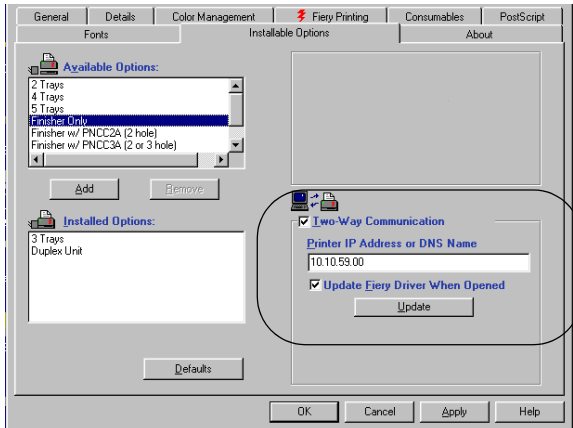 General Details Color Management Fiery Printing Consumables PostScript
Fonts Installable Options About
Available Options:
2 Trays
4 Trays
5 Trays
Finisher Only
Finisher w/ PNCC2A (2 hole)
Finisher w/ PNCC3A (2 or 3 hole)
Add Remove
Installed Options:
3 Trays
Duplex Unit
Defaults
Two-Way Communication
Printer IP Address or DNS Name
10.10.59.00
Update Fiery Driver When Opened
Update
OK Cancel Apply Help